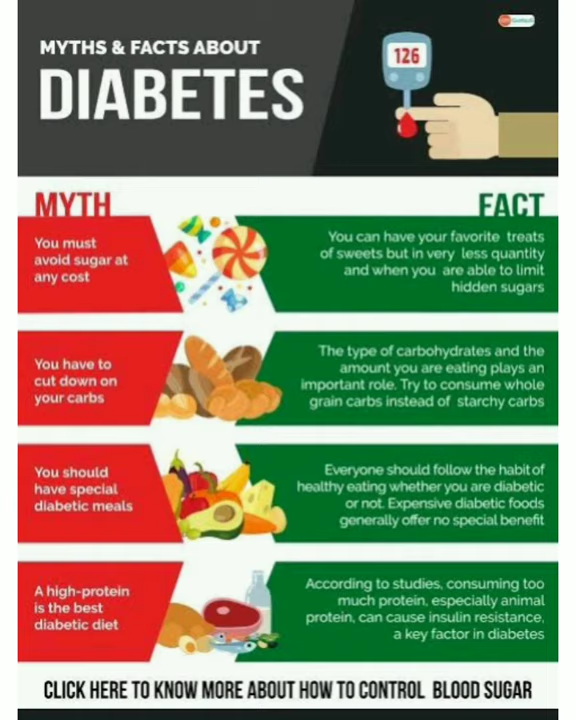 MYTHS & FACTS ABOUT
DIABETES
126
MYTH
FACT
You must
avoid sugar at
any cost
You can have your favorite treats
of sweets but in very less quantity
and when you are able to limit
hidden sugars
You have to
cut down on
your carbs
The type of carbohydrates and the
amount you are eating plays an
important role. Try to consume whole
grain carbs instead of starchy carbs
You should
have special
diabetic meals
Everyone should follow the habit of
healthy eating whether you are diabetic
or not. Expensive diabetic foods
generally offer no special benefit
A high-protein
is the best
diabetic diet
According to studies, consuming too
much protein, especially animal
protein, can cause insulin resistance,
a key factor in diabetes
CLICK HERE TO KNOW MORE ABOUT HOW TO CONTROL BLOOD SUGAR